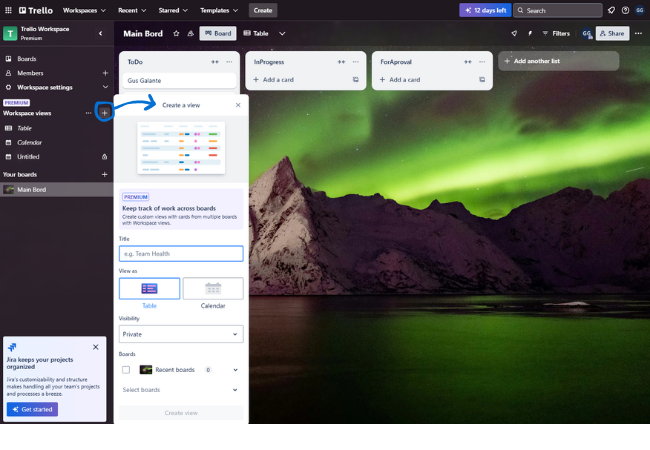 Trello
Workspaces
Recent
Starred
Templates
Create
12 days left
Search
GG
T
Trello Workspace
Premium
Main Bord
Board
Table
Filters
GG
Share
Boards
Members
Workspace settings
PREMIUM
Workspace views
Table
Calendar
Untitled
Your boards
Main Bord
ToDo
Gus Galante
InProgress
Add a card
ForAproval
Add a card
Add another list
Create a view
PREMIUM
Keep track of work across boards
Create custom views with cards from multiple boards
with Workspace views.
Title
e.g. Team Health
View as
Table
Calendar
Visibility
Private
Boards
Recent boards 0
Select boards
Create view
Jira keeps your projects
organized
Jira's customizability and structure
makes handling all your team's projects
and processes a breeze.
Get started